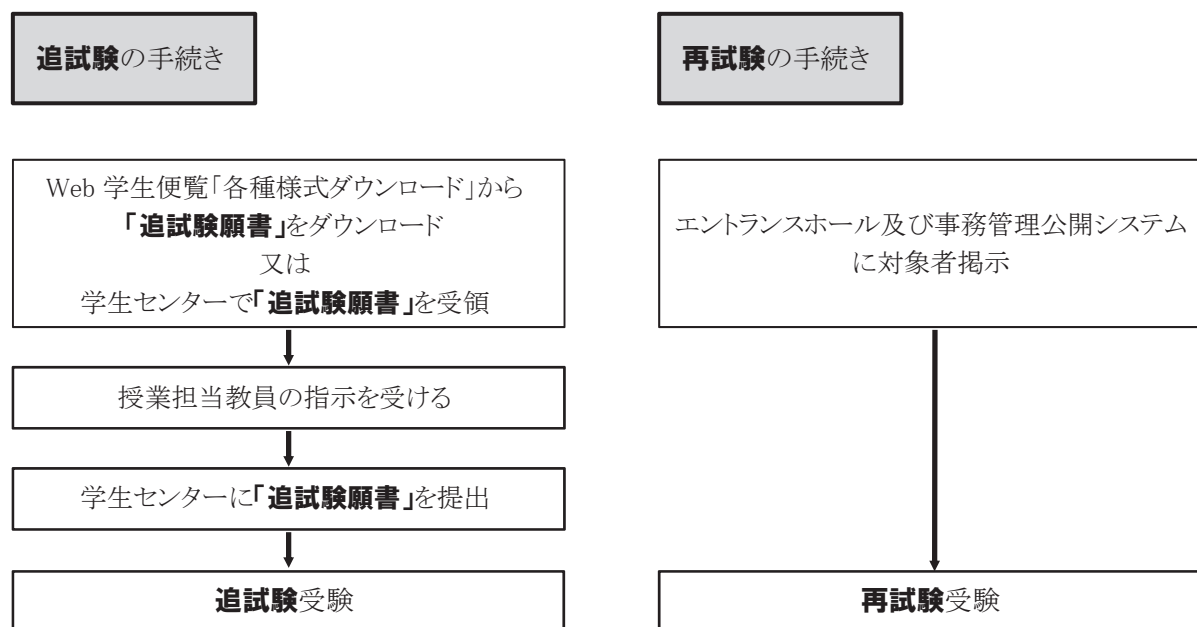 追試験の手続き
Web 学生便覧「各種様式ダウンロード」から
「追試験願書」をダウンロード
又は
学生センターで「追試験願書」を受領
授業担当教員の指示を受ける
学生センターに「追試験願書」を提出
追試験受験
再試験の手続き
エントランスホール及び事務管理公開システム
に対象者掲示
再試験受験